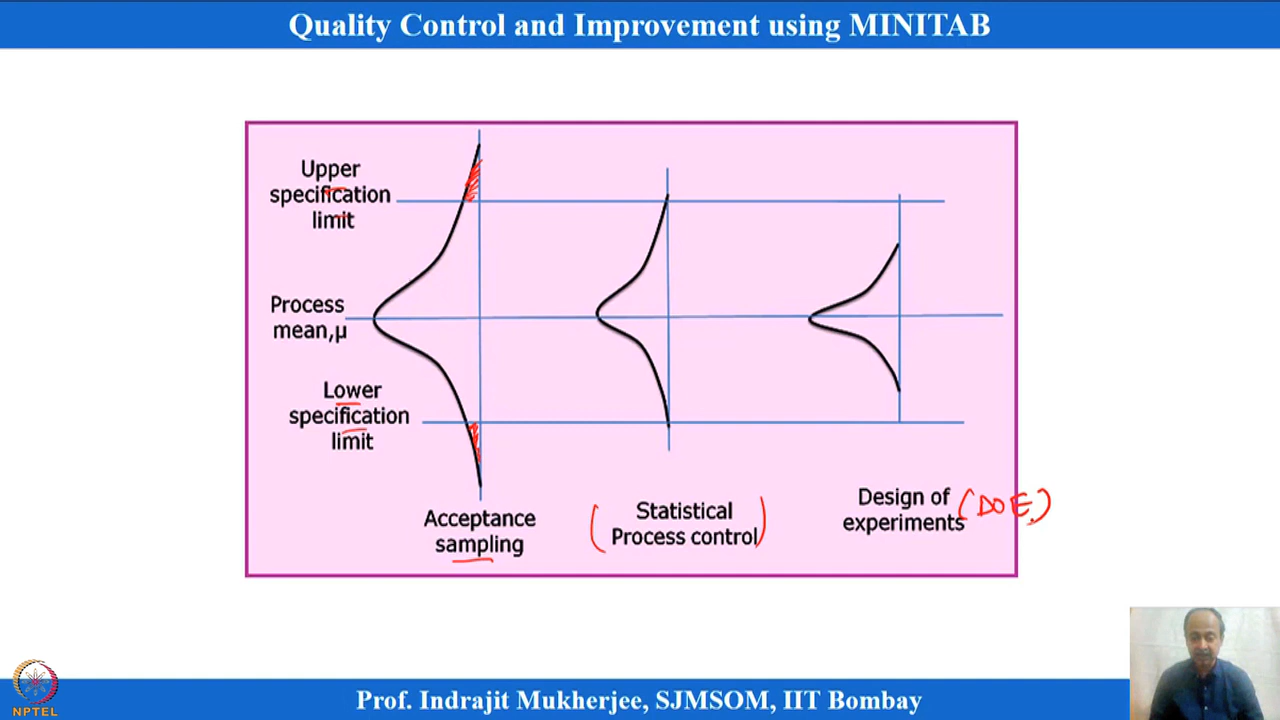 Quality Control and Improvement using MINITAB
Upper
specification
limit
Process
mean,μ
Lower
specification
limit
Acceptance
sampling
Statistical
Process control
Design of
experiments
(DOE)
NPTEL
Prof. Indrajit Mukherjee, SJMSOM, IIT Bombay